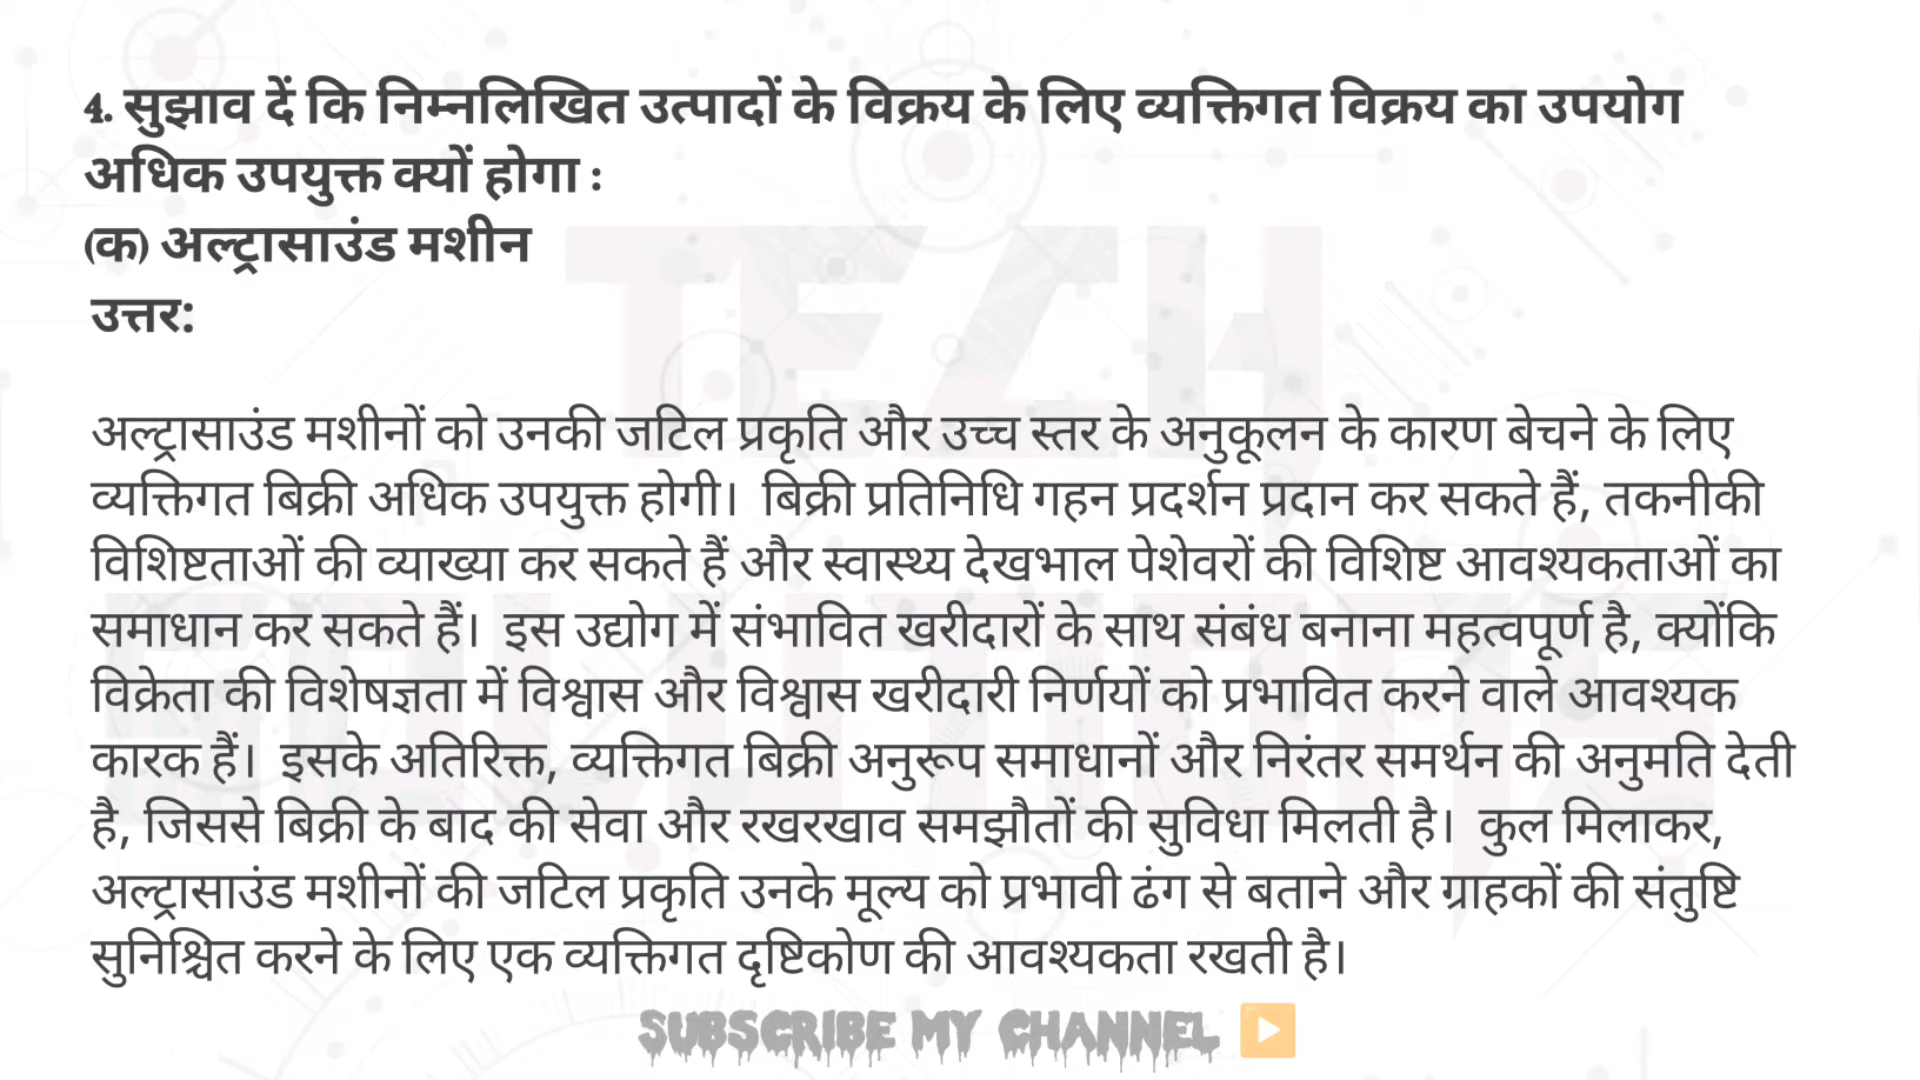 4. सुझाव दें कि निम्नलिखित उत्पादों के विक्रय के लिए व्यक्तिगत विक्रय का उपयोग
अधिक उपयुक्त क्यों होगा :
(क) अल्ट्रासाउंड मशीन
उत्तर:
अल्ट्रासाउंड मशीनों को उनकी जटिल प्रकृति और उच्च स्तर के अनुकूलन के कारण बेचने के लिए
व्यक्तिगत बिक्री अधिक उपयुक्त होगी। बिक्री प्रतिनिधि गहन प्रदर्शन प्रदान कर सकते हैं, तकनीकी
विशिष्टताओं की व्याख्या कर सकते हैं और स्वास्थ्य देखभाल पेशेवरों की विशिष्ट आवश्यकताओं का
समाधान कर सकते हैं। इस उद्योग में संभावित खरीदारों के साथ संबंध बनाना महत्वपूर्ण है, क्योंकि
विक्रेता की विशेषज्ञता में विश्वास और विश्वास खरीदारी निर्णयों को प्रभावित करने वाले आवश्यक
कारक हैं। इसके अतिरिक्त, व्यक्तिगत बिक्री अनुरूप समाधानों और निरंतर समर्थन की अनुमति देती
है, जिससे बिक्री के बाद की सेवा और रखरखाव समझौतों की सुविधा मिलती है। कुल मिलाकर,
अल्ट्रासाउंड मशीनों की जटिल प्रकृति उनके मूल्य को प्रभावी ढंग से बताने और ग्राहकों की संतुष्टि
सुनिश्चित करने के लिए एक व्यक्तिगत दृष्टिकोण की आवश्यकता रखती है।
SUBSCRIBE MY CHANNEL